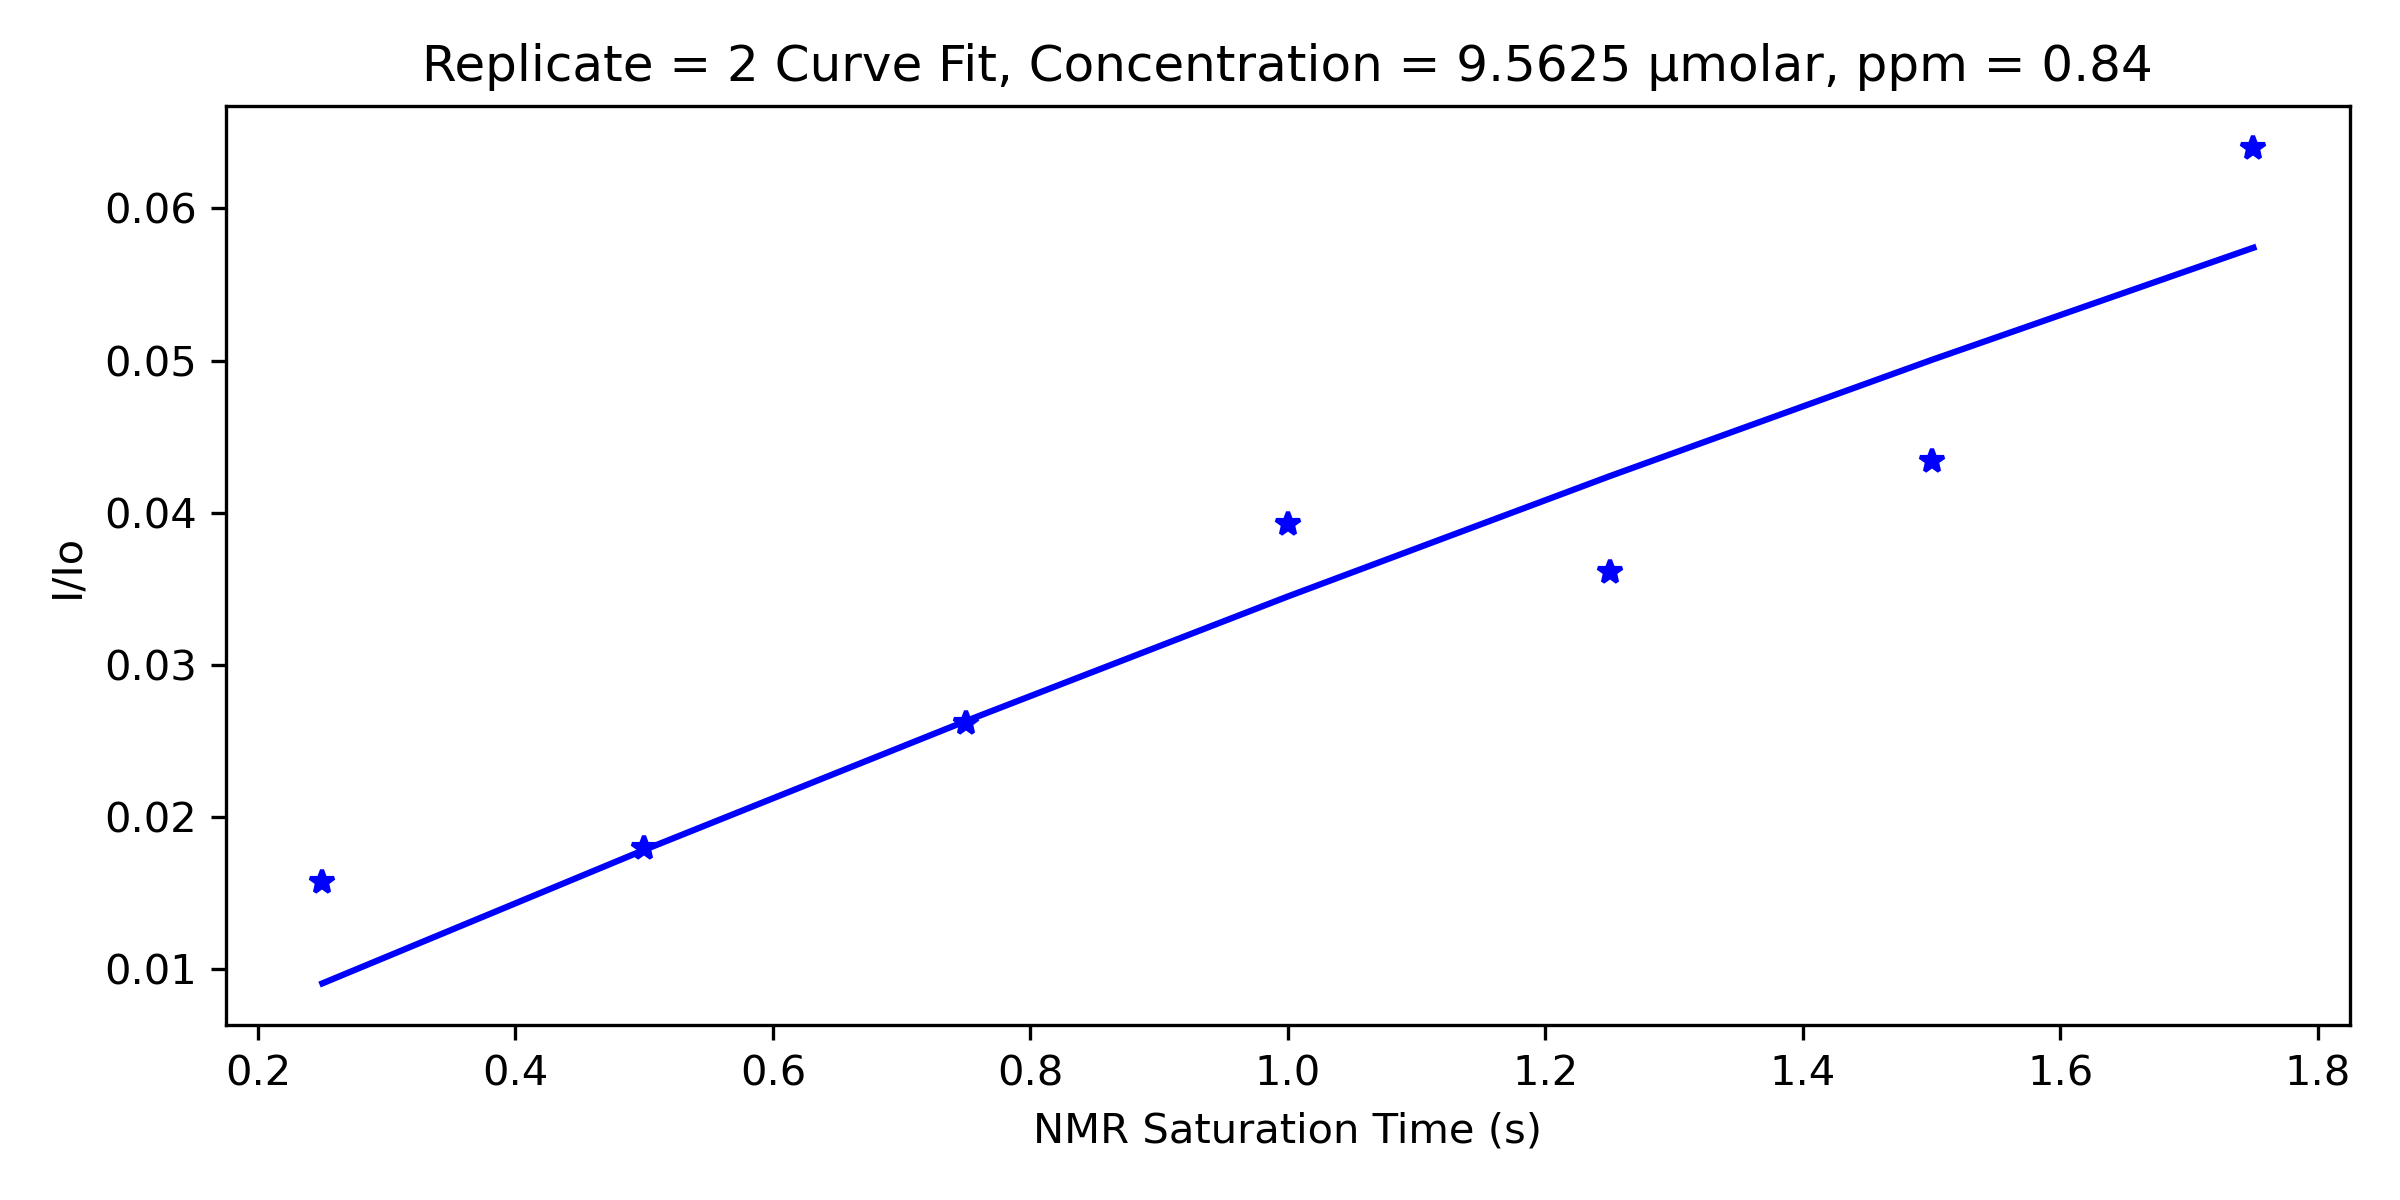 Replicate = 2 Curve Fit, Concentration = 9.5625 µmolar, ppm = 0.84
I/Io
0.06
0.05
0.04
0.03
0.02
0.01
0.2 0.4 0.6 0.8 1.0 1.2 1.4 1.6 1.8
NMR Saturation Time (s)